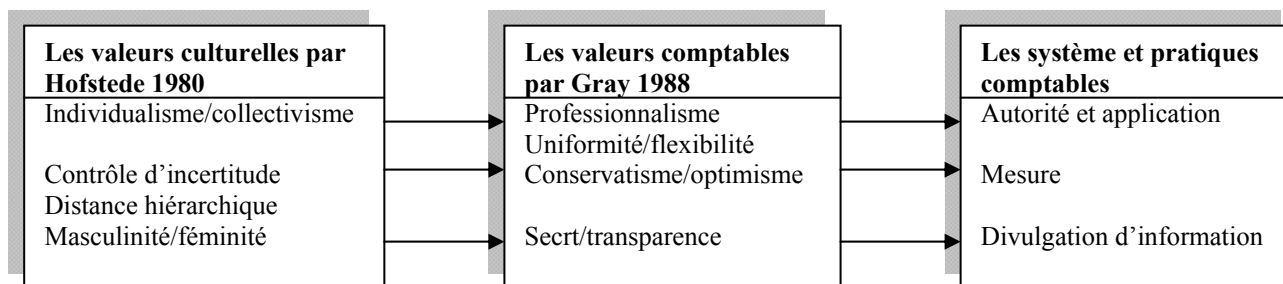 Les valeurs culturelles par
Hofstede 1980
Individualisme/collectivisme
Contrôle d’incertitude
Distance hiérarchique
Masculinité/féminité
Les valeurs comptables
par Gray 1988
Professionnalisme
Uniformité/flexibilité
Conservatisme/optimisme
Secrt/transparence
Les système et pratiques
comptables
Autorité et application
Mesure
Divulgation d’information